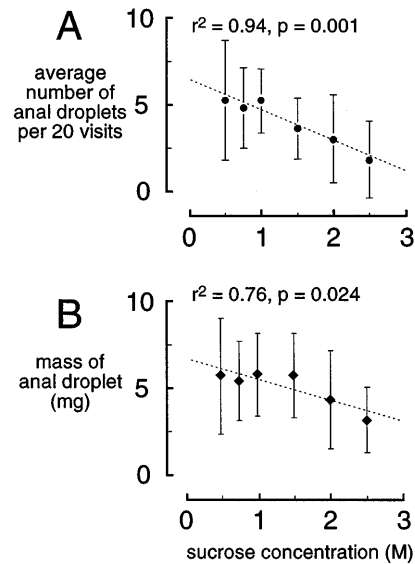 A
r² = 0.94, p = 0.001
10
5
0
average
number of
anal droplets
per 20 visits
0 1 2 3
B
r² = 0.76, p = 0.024
10
5
0
mass of
anal droplet
(mg)
0 1 2 3
sucrose concentration (M)